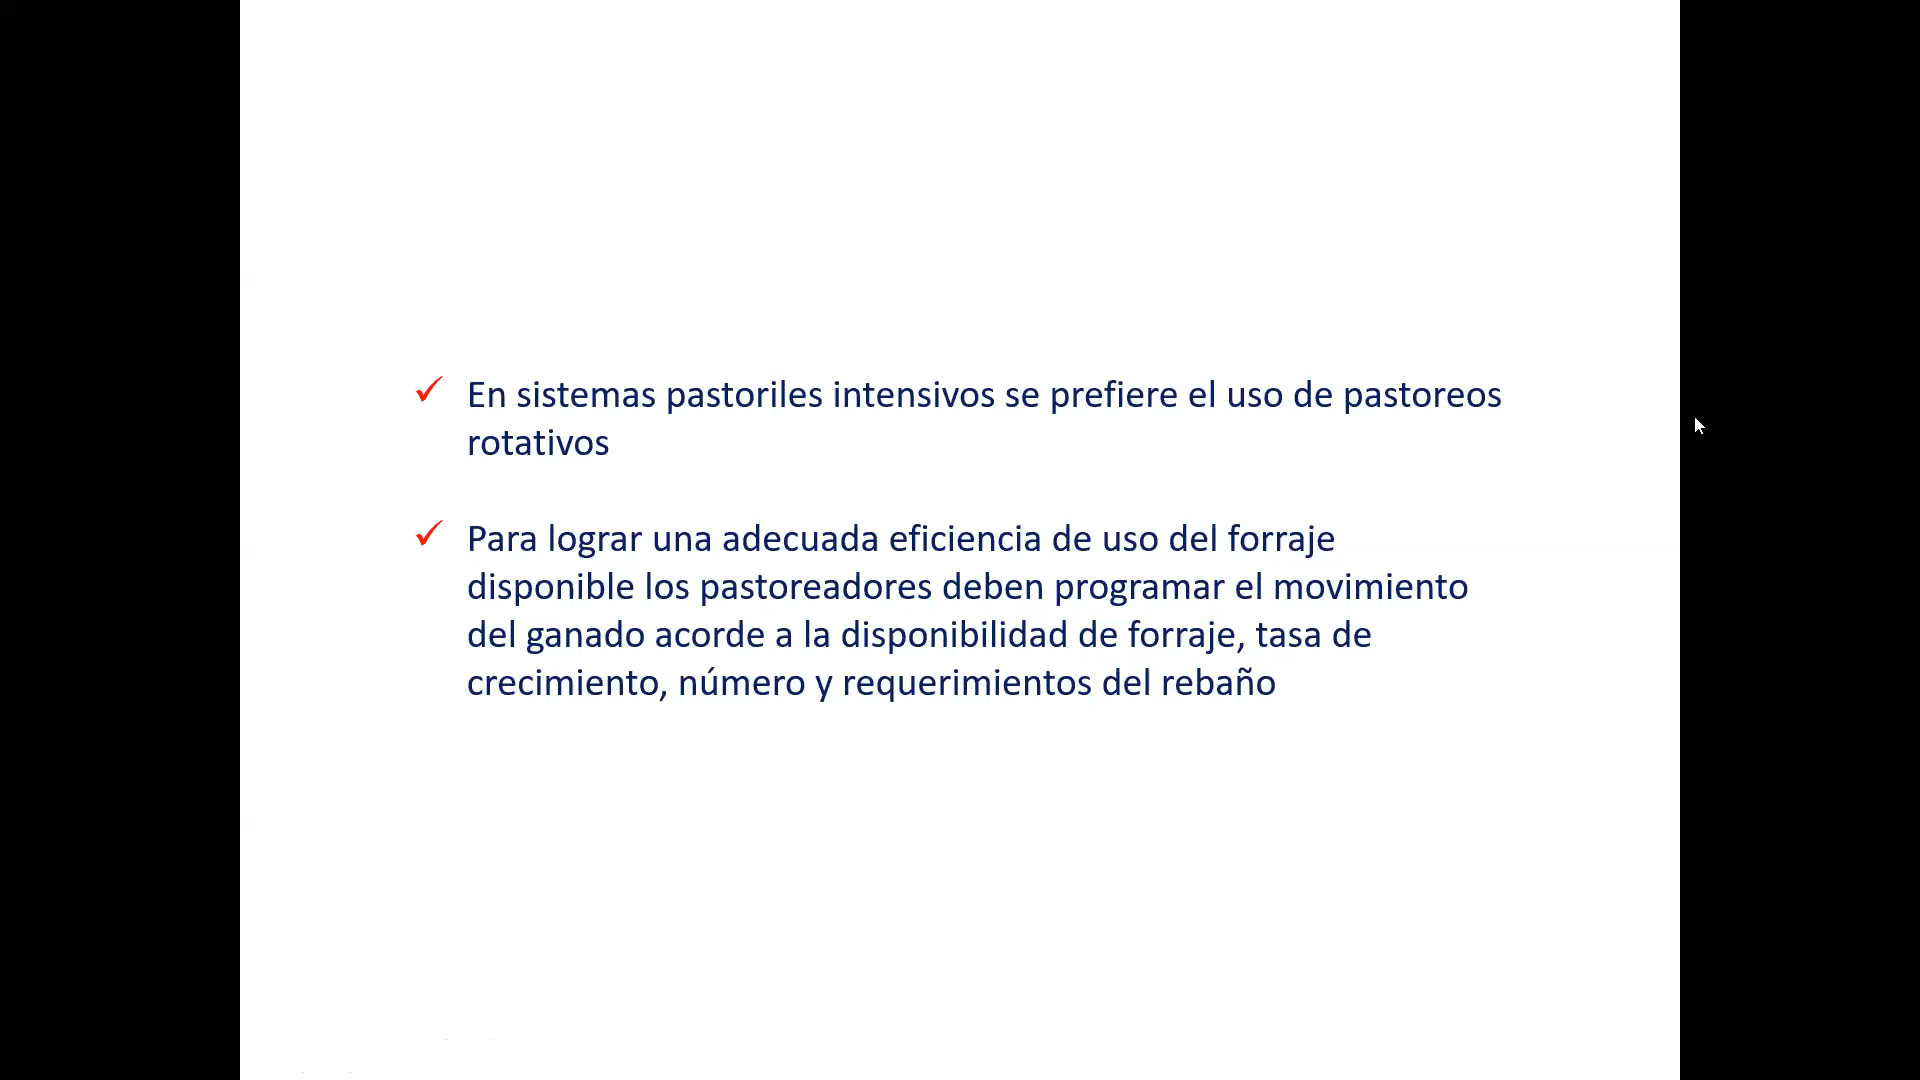 ✓ En sistemas pastoriles intensivos se prefiere el uso de pastoreos
rotativos
✓ Para lograr una adecuada eficiencia de uso del forraje
disponible los pastoreadores deben programar el movimiento
del ganado acorde a la disponibilidad de forraje, tasa de
crecimiento, número y requerimientos del rebaño